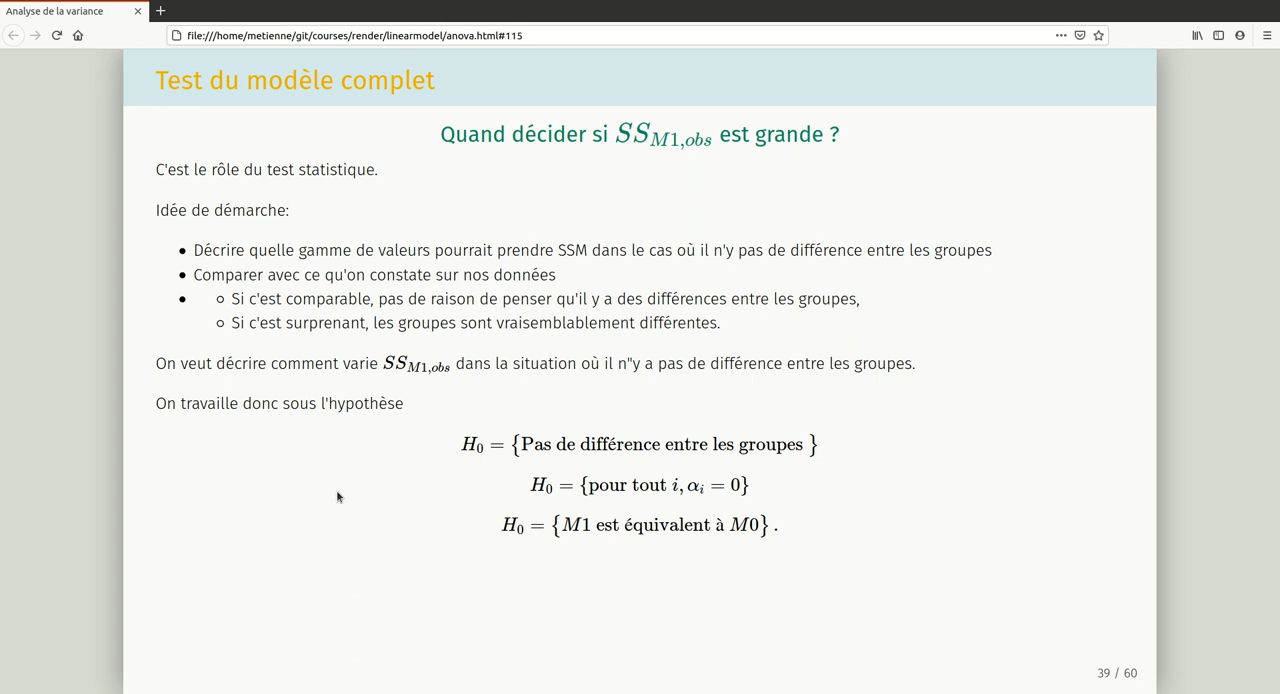 Analyse de la variance
file:///home/metienne/git/courses/render/linearmodel/anova.html#115
Test du modèle complet
Quand décider si SS_{M1,obs} est grande ?
C'est le rôle du test statistique.
Idée de démarche:
Décrire quelle gamme de valeurs pourrait prendre SSM dans le cas où il n'y pas de différence entre les groupes
Comparer avec ce qu'on constate sur nos données
Si c'est comparable, pas de raison de penser qu'il y a des différences entre les groupes,
Si c'est surprenant, les groupes sont vraisemblablement différentes.
On veut décrire comment varie SS_{M1,obs} dans la situation où il n''y a pas de différence entre les groupes.
On travaille donc sous l'hypothèse
H_0 = {Pas de différence entre les groupes }
H_0 = {pour tout i, α_i = 0}
H_0 = {M1 est équivalent à M0} .
39 / 60